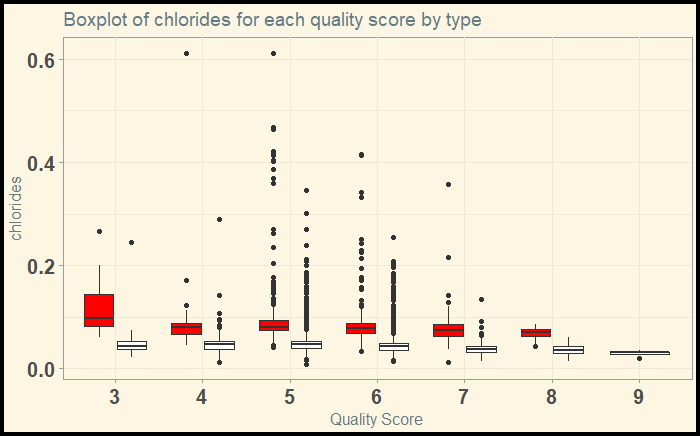 Boxplot of chlorides for each quality score by type
0.6
0.4
0.2
0.0
chlorides
3 4 5 6 7 8 9
Quality Score